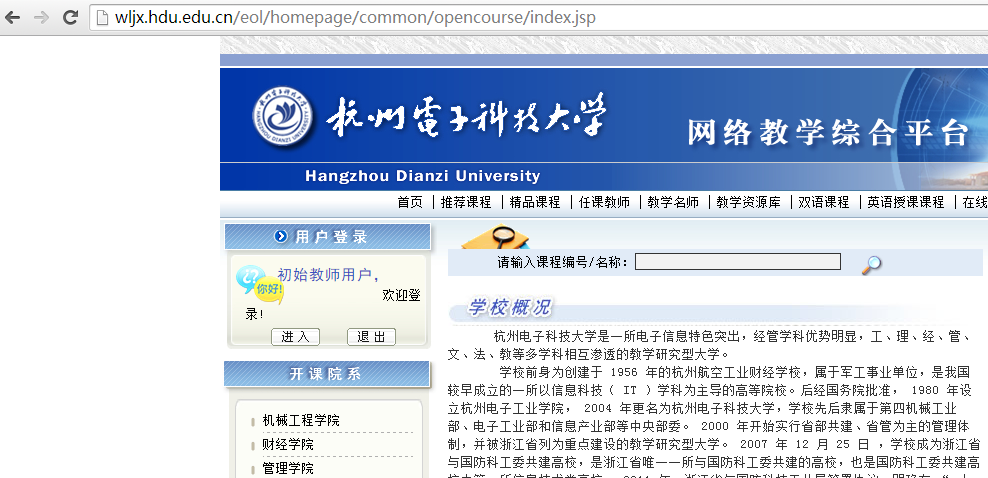 wljx.hdu.edu.cn/eol/homepage/common/opencourse/index.jsp
杭州電子科技大学
网络教学综合平台
Hangzhou Dianzi University
首页 | 推荐课程 | 精品课程 | 任课教师 | 教学名师 | 教学资源库 | 双语课程 | 英语授课课程 | 在线
用户登录
你好!
初始教师用户，
欢迎登
录!
进入 退出
开课院系
机械工程学院
财经学院
管理学院
请输入课程编号/名称：
学校概况
杭州电子科技大学是一所电子信息特色突出，经管学科优势明显，工、理、经、管、
文、法、教等多学科相互渗透的教学研究型大学。
学校前身为创建于 1956 年的杭州航空工业财经学校，属于军工事业单位，是我国
较早成立的一所以信息科技（ IT ）学科为主导的高等院校。后经国务院批准， 1980 年设
立杭州电子工业学院， 2004 年更名为杭州电子科技大学，学校先后隶属于第四机械工业
部、电子工业部和信息产业部等中央部委。 2000 年开始实行省部共建、省管为主的管理体
制，并被浙江省列为重点建设的教学研究型大学。 2007 年 12 月 25 日 ，学校成为浙江省
与国防科工委共建高校，是浙江省唯一一所与国防科工委共建的高校，也是国防科工委共建高